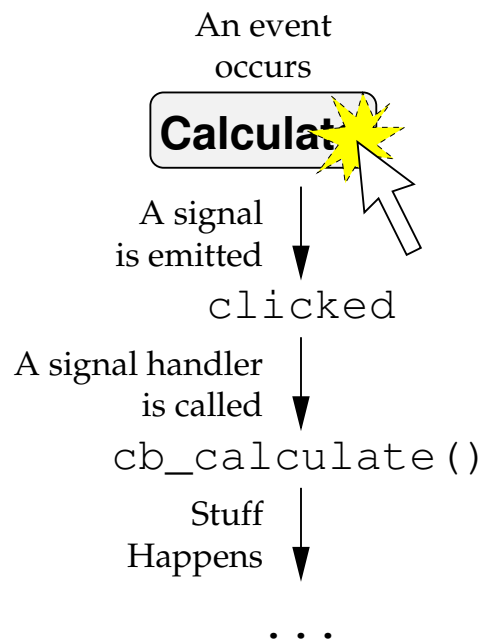 An event
occurs
Calculat
A signal
is emitted
clicked
A signal handler
is called
cb_calculate()
Stuff
Happens
...